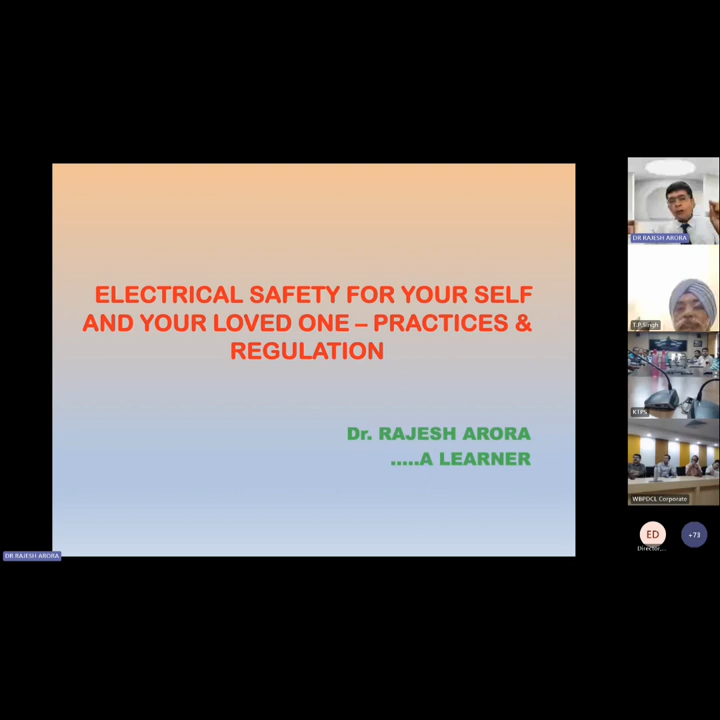 ELECTRICAL SAFETY FOR YOUR SELF
AND YOUR LOVED ONE – PRACTICES &
REGULATION
Dr. RAJESH ARORA
.....A LEARNER
DR RAJESH ARORA
DR RAJESH ARORA
T.P.Singh
KTPS
WBPDCL Corporate
ED
+73
Director,...